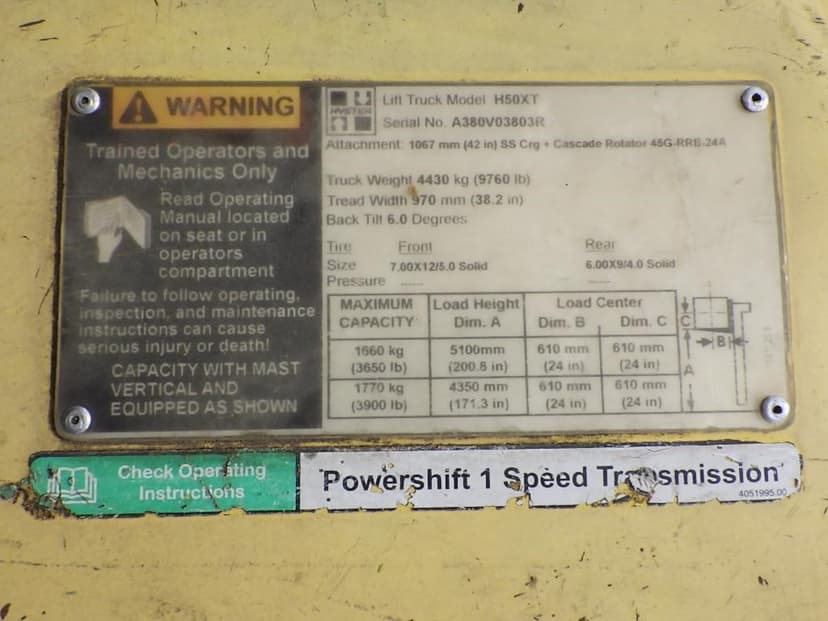 WARNING
Trained Operators and
Mechanics Only
Read Operating
Manual located
on seat or in
operators
compartment
Failure to follow operating,
inspection, and maintenance
instructions can cause
serious injury or death!
CAPACITY WITH MAST
VERTICAL AND
EQUIPPED AS SHOWN
HYSTER
Lift Truck Model H50XT
Serial No. A380V03803R
Attachment 1067 mm (42 in) SS Crg • Cascade Rotator 45G-RRB-24A
Truck Weight 4430 kg (9760 lb)
Tread Width 970 mm (38.2 in)
Back Tilt 6.0 Degrees
Tire Front Rear
Size 7.00X12/5.0 Solid 6.00X9/4.0 Solid
Pressure ----- -----
MAXIMUM Load Height Load Center
CAPACITY Dim. A Dim. B Dim. C
1660 kg 5100mm 610 mm 610 mm
(3650 lb) (200.8 in) (24 in) (24 in)
1770 kg 4350 mm 610 mm 610 mm
(3900 lb) (171.3 in) (24 in) (24 in)
C
B
A
Check Operating
Instructions
Powershift 1 Speed Transmission
4051995.00